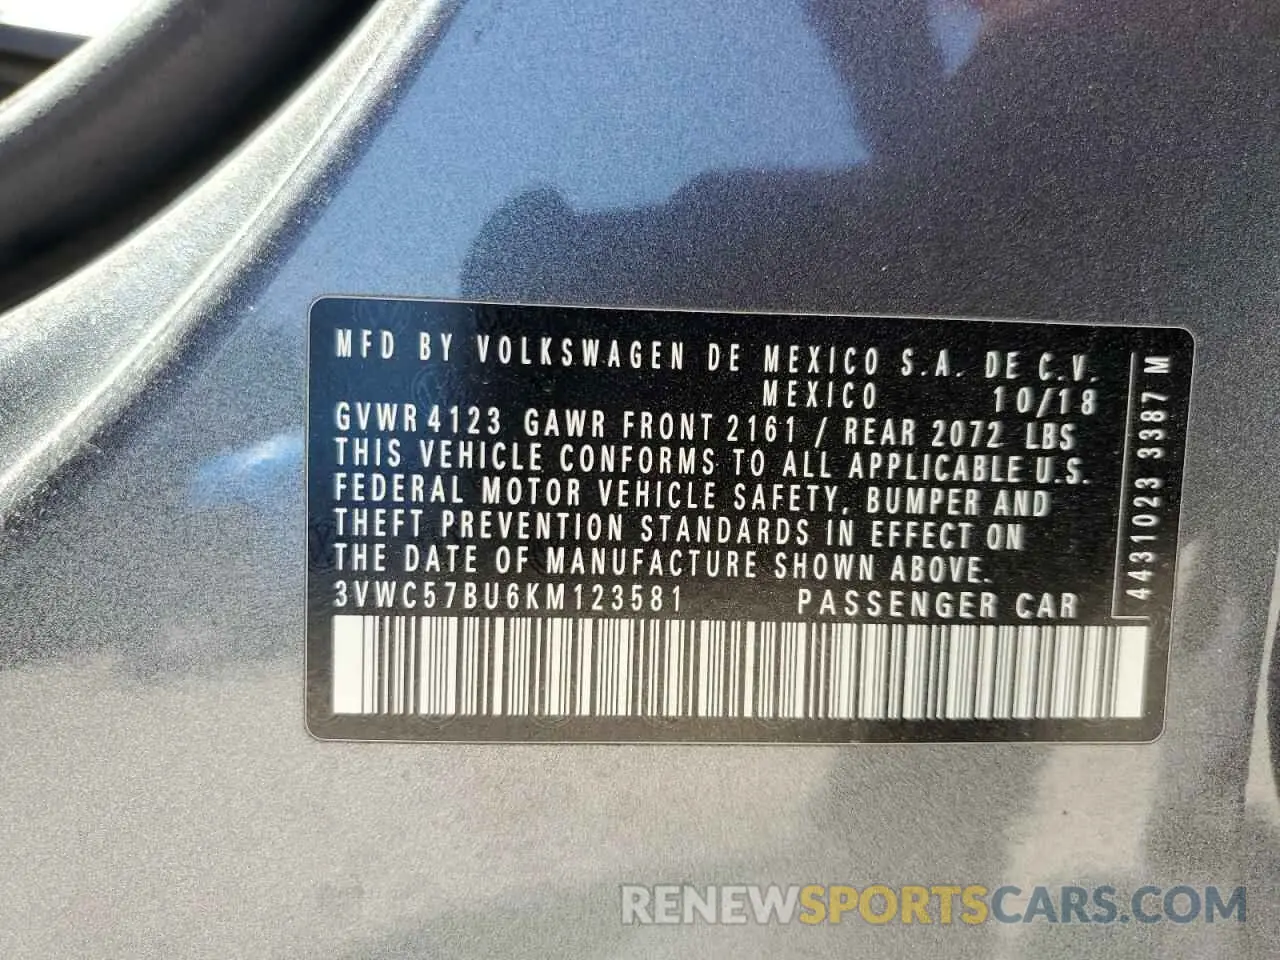 MFD BY VOLKSWAGEN DE MEXICO S.A. DE C.V.
MEXICO 10/18
GVWR 4123 GAWR FRONT 2161 / REAR 2072 LBS
THIS VEHICLE CONFORMS TO ALL APPLICABLE U.S.
FEDERAL MOTOR VEHICLE SAFETY, BUMPER AND
THEFT PREVENTION STANDARDS IN EFFECT ON
THE DATE OF MANUFACTURE SHOWN ABOVE.
3VWC57BU6KM123581 PASSENGER CAR
4431023 3387 M
RENEWSPORTSCARS.COM